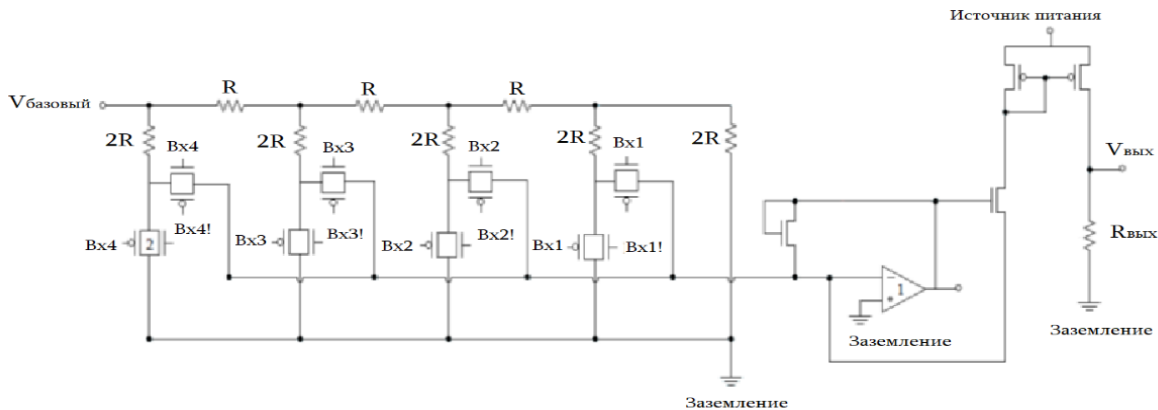 Источник питания
Vбазовый
R
R
R
2R
2R
2R
2R
2R
Вх4
Вх3
Вх2
Вх1
Vвых
Вх4
2
Вх4!
Вх3
Вх3!
Вх2
Вх2!
Вх1
Вх1!
Rвых
−
+
1
Заземление
Заземление
Заземление